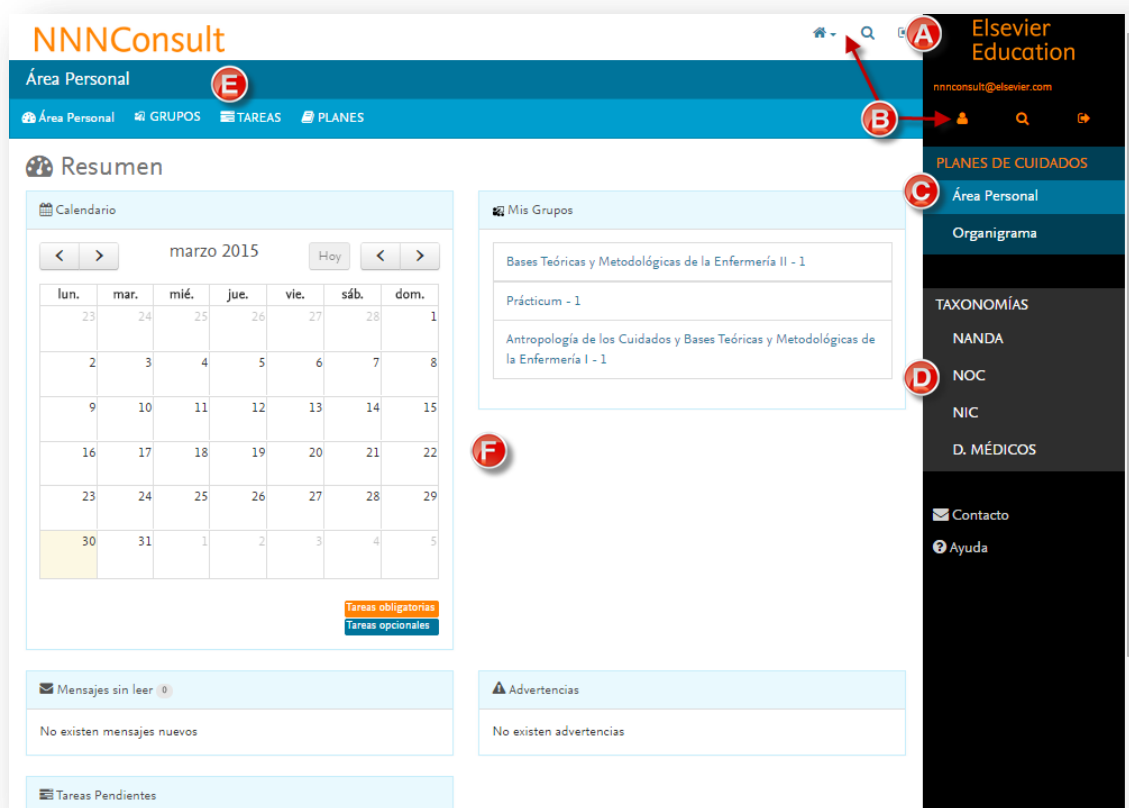 NNNConsult
A
Elsevier
Education
nnnconsult@elsevier.com
Área Personal
E
B
Área Personal GRUPOS TAREAS PLANES
Resumen
PLANES DE CUIDADOS
C
Área Personal
Organigrama
Calendario
marzo 2015
Hoy
lun. mar. mié. jue. vie. sáb. dom.
23 24 25 26 27 28 1
2 3 4 5 6 7 8
9 10 11 12 13 14 15
16 17 18 19 20 21 22
23 24 25 26 27 28 29
30 31 1 2 3 4 5
Tareas obligatorias
Tareas opcionales
Mis Grupos
Bases Teóricas y Metodológicas de la Enfermería II - 1
Prácticum - 1
Antropología de los Cuidados y Bases Teóricas y Metodológicas de
la Enfermería I - 1
F
TAXONOMÍAS
NANDA
D
NOC
NIC
D. MÉDICOS
Contacto
Ayuda
Mensajes sin leer 0
No existen mensajes nuevos
Advertencias
No existen advertencias
Tareas Pendientes